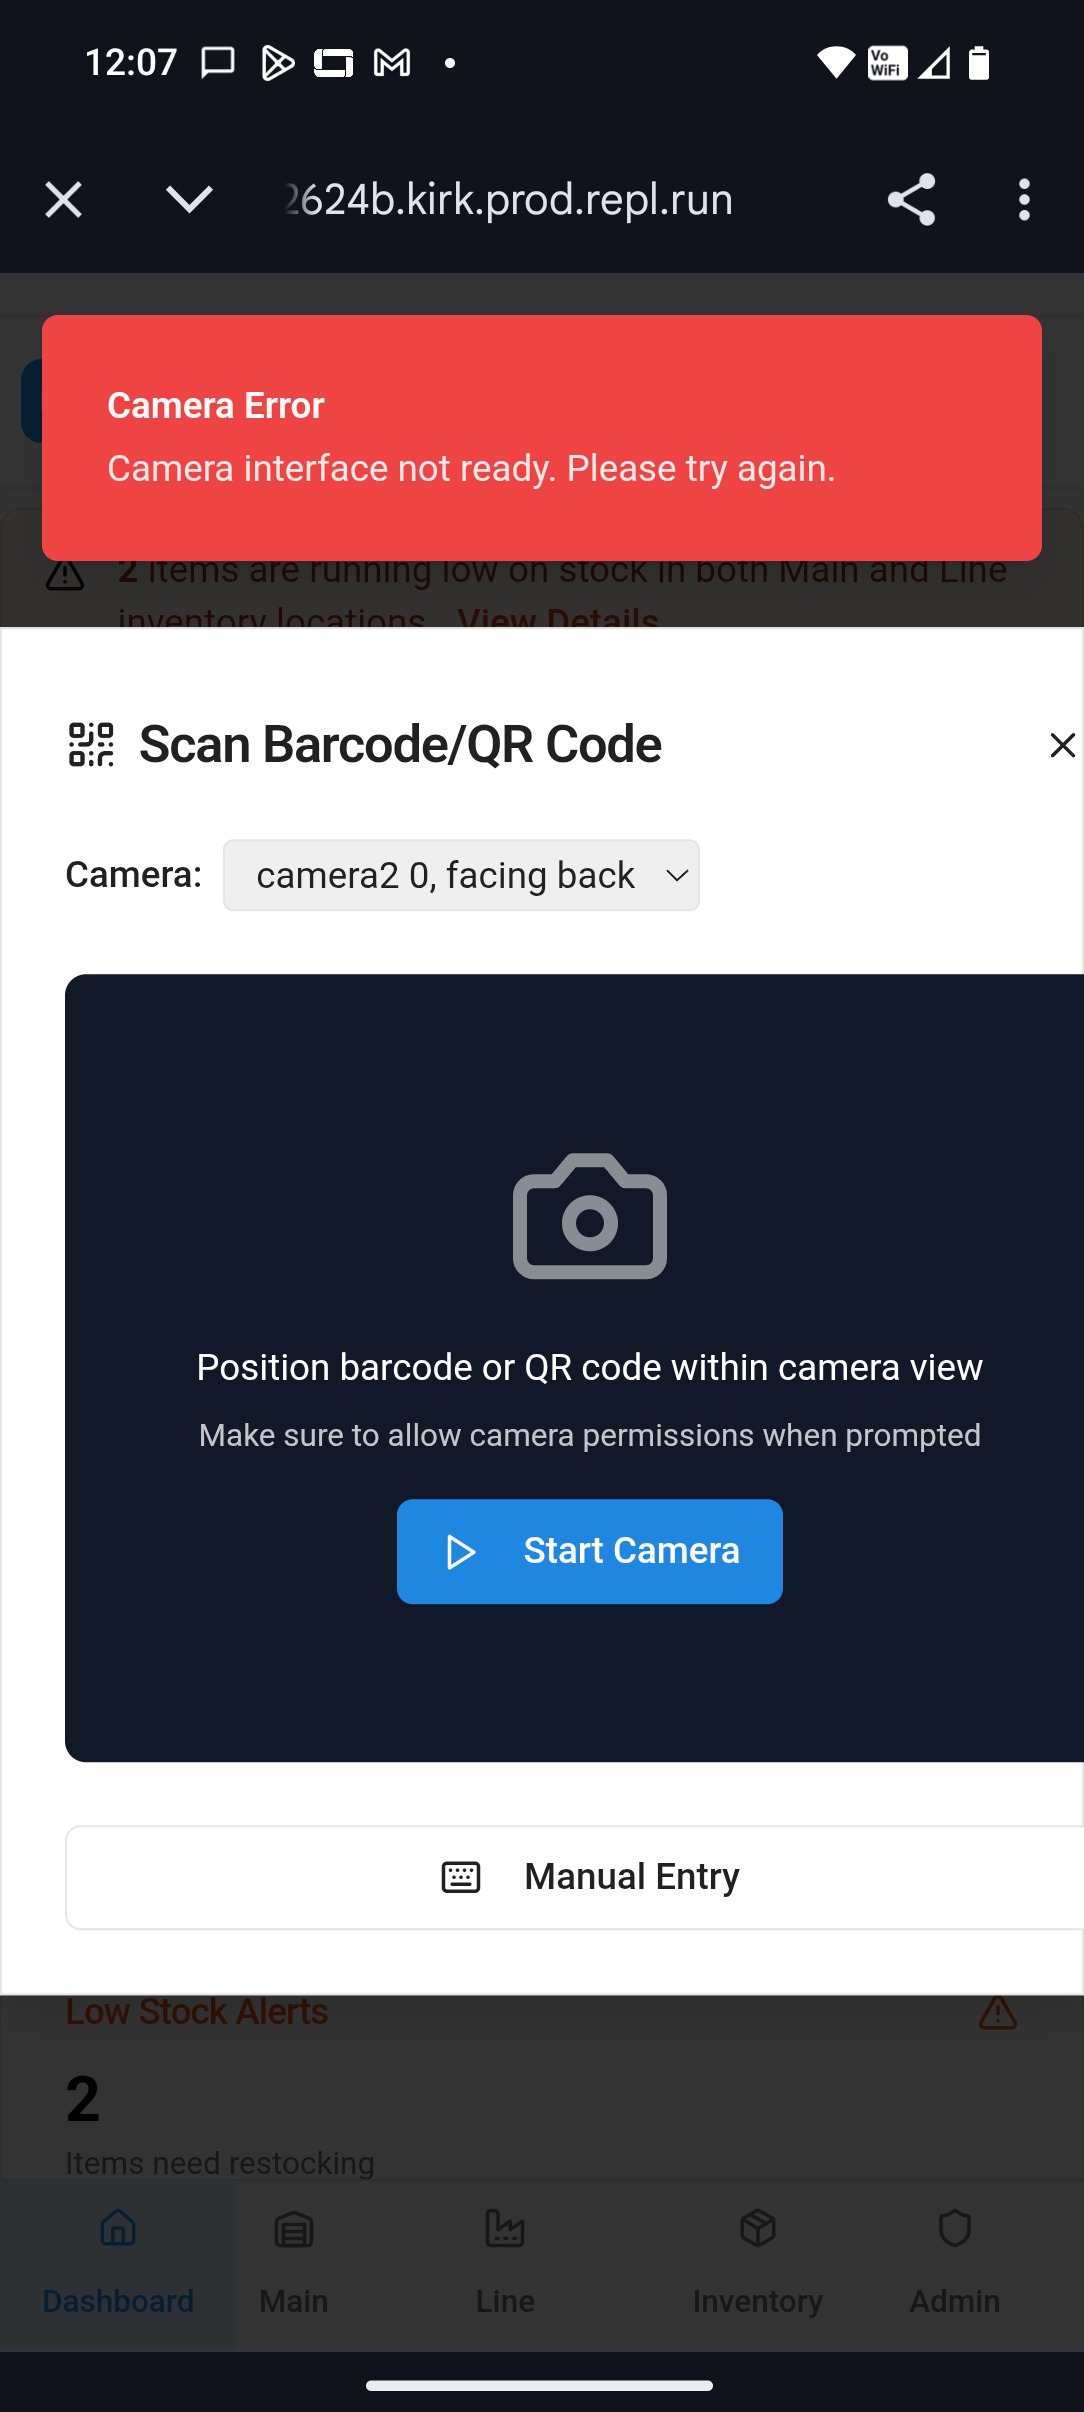 12:07
Vo
WiFi
2624b.kirk.prod.repl.run
Camera Error
Camera interface not ready. Please try again.
2 items are running low on stock in both Main and Line
inventory locations. View Details
Scan Barcode/QR Code
Camera: camera2 0, facing back
Position barcode or QR code within camera view
Make sure to allow camera permissions when prompted
Start Camera
Manual Entry
Low Stock Alerts
2
Items need restocking
Dashboard Main Line Inventory Admin